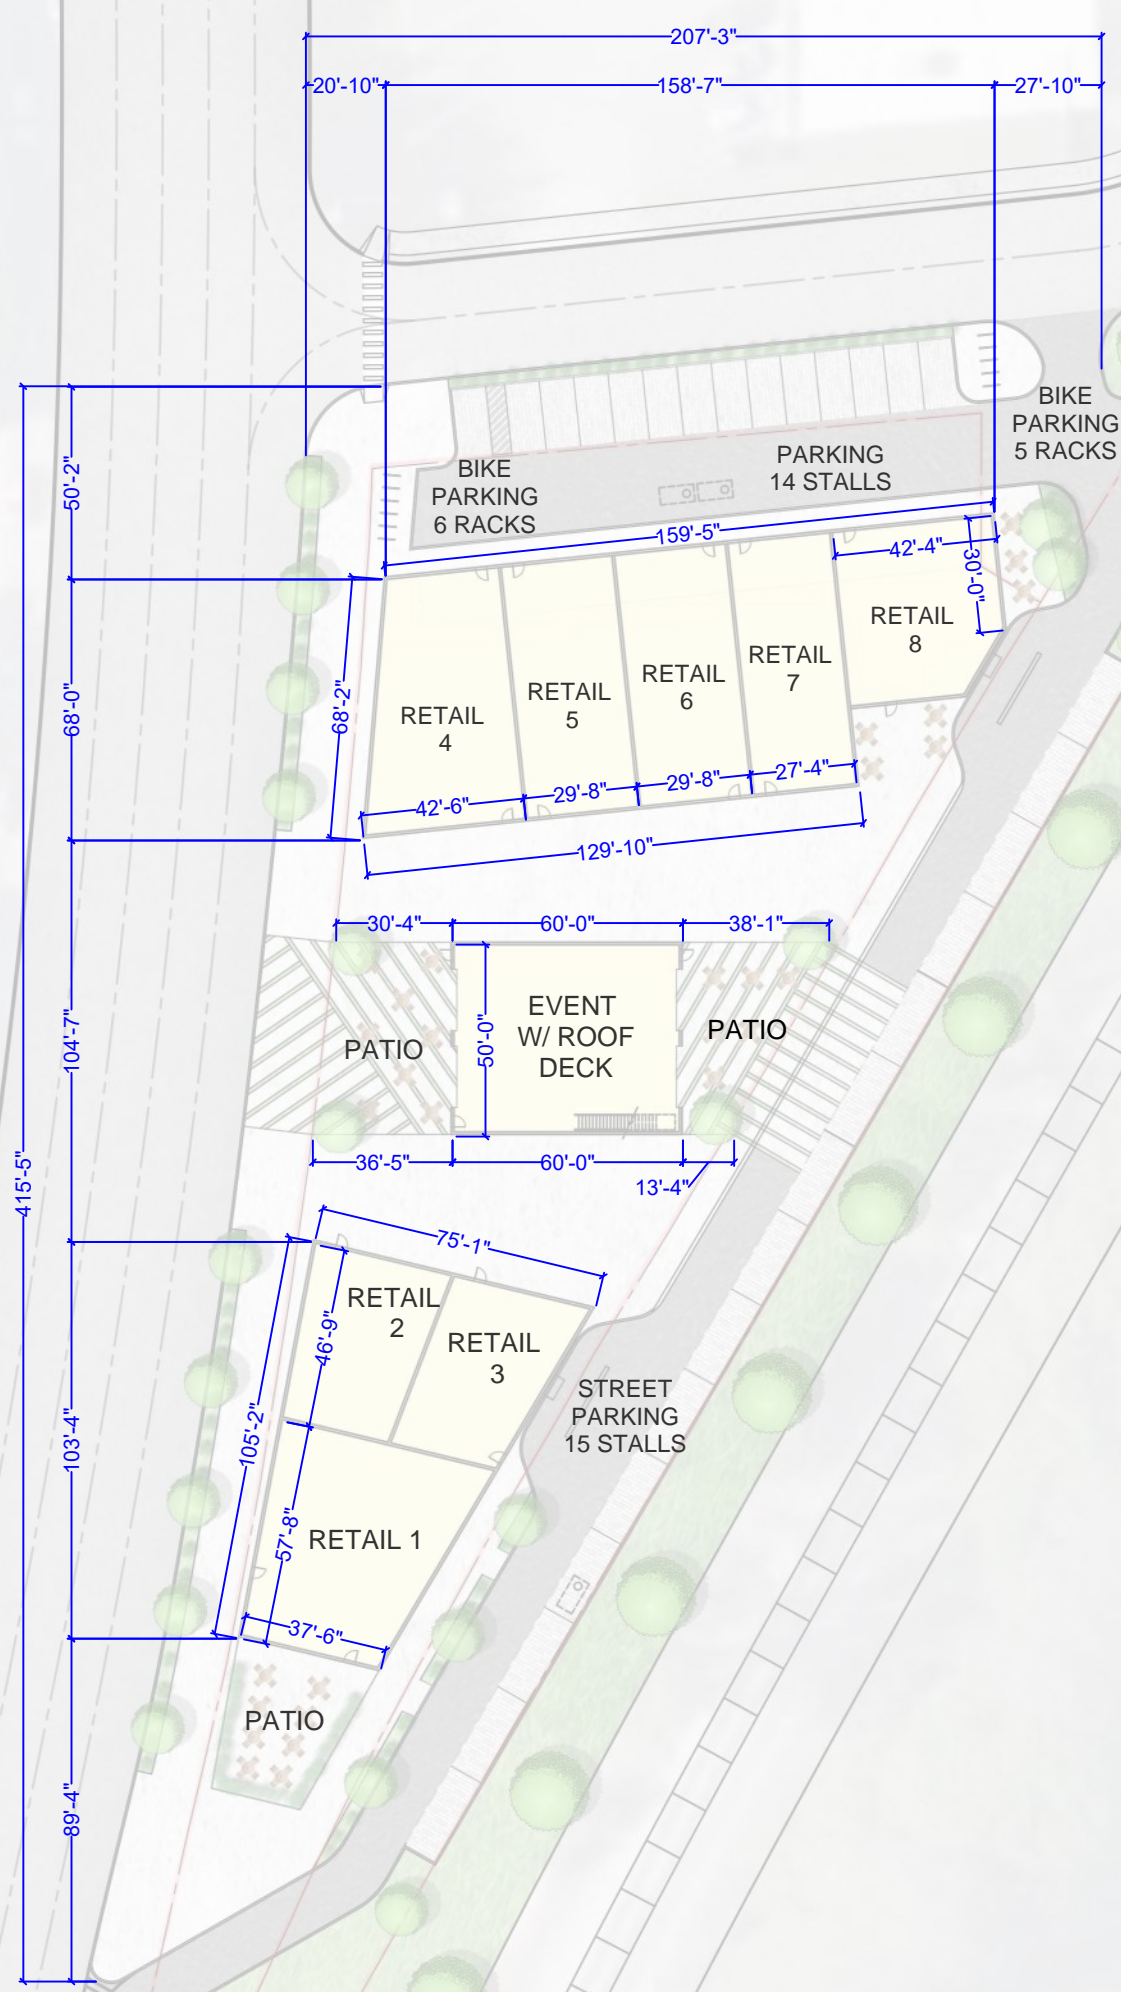 207'-3"
20'-10"
158'-7"
27'-10"
BIKE
PARKING
5 RACKS
PARKING
14 STALLS
BIKE
PARKING
6 RACKS
50'-2"
159'-5"
42'-4"
30'-0"
RETAIL
8
RETAIL
7
RETAIL
6
RETAIL
5
RETAIL
4
68'-2"
68'-0"
42'-6"
29'-8"
29'-8"
27'-4"
129'-10"
30'-4"
60'-0"
38'-1"
EVENT
W/ ROOF
DECK
50'-0"
PATIO
PATIO
104'-7"
415'-5"
36'-5"
60'-0"
13'-4"
75'-1"
RETAIL
2
RETAIL
3
46'-9"
STREET
PARKING
15 STALLS
105'-2"
103'-4"
57'-8"
RETAIL 1
37'-6"
PATIO
89'-4"